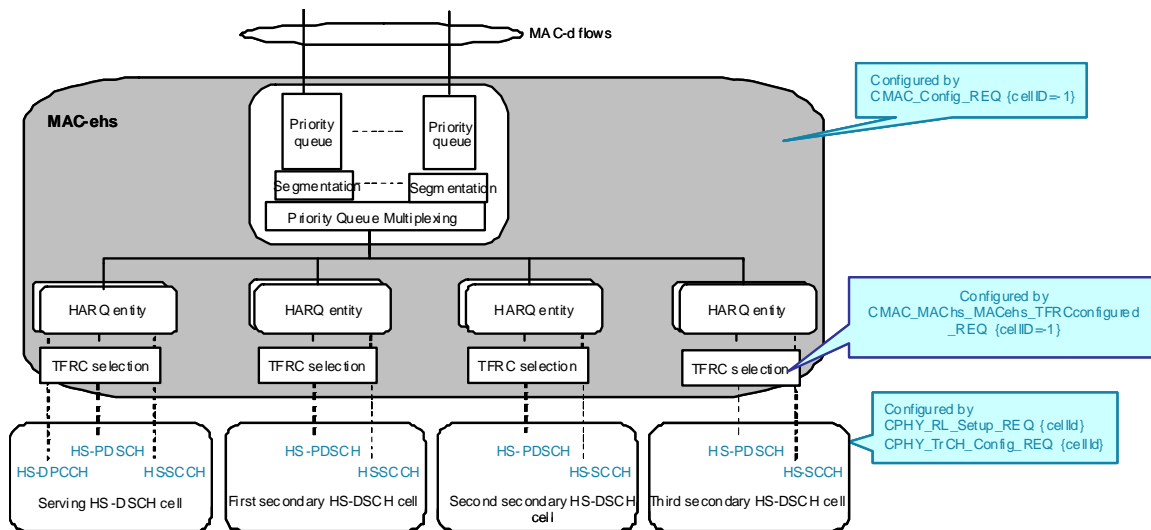 MAC-d flows
Configured by
CMAC_Config_REQ {cellID=-1}
MAC-ehs
Priority
queue
Priority
queue
Segmentation
Segmentation
Priority Queue Multiplexing
HARQ entity
HARQ entity
HARQ entity
HARQ entity
Configured by
CMAC_MAChs_MACehs_TFRCconfigured
_REQ {cellID=-1}
TFRC selection
TFRC selection
TFRC selection
TFRC selection
Configured by
CPHY_RL_Setup_REQ {cellId}
CPHY_TrCH_Config_REQ {cellId}
HS-PDSCH
HS-DPCCH
HSSCCH
Serving HS-DSCH cell
HS-PDSCH
HSSCCH
First secondary HS-DSCH cell
HS-PDSCH
HS-SCCH
Second secondary HS-DSCH
cell
HS-PDSCH
HS-SCCH
Third secondary HS-DSCH cell